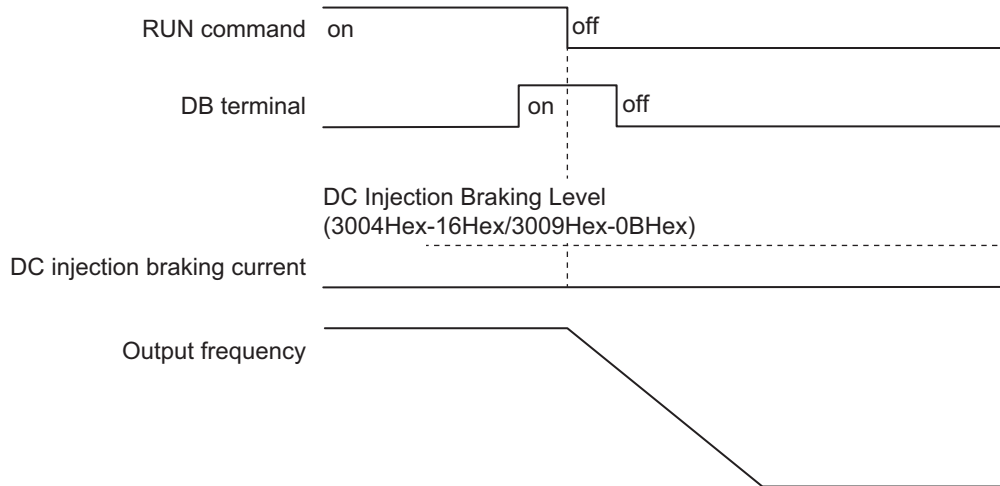 RUN command on off
DB terminal on off
DC Injection Braking Level
(3004Hex-16Hex/3009Hex-0BHex)
DC injection braking current
Output frequency